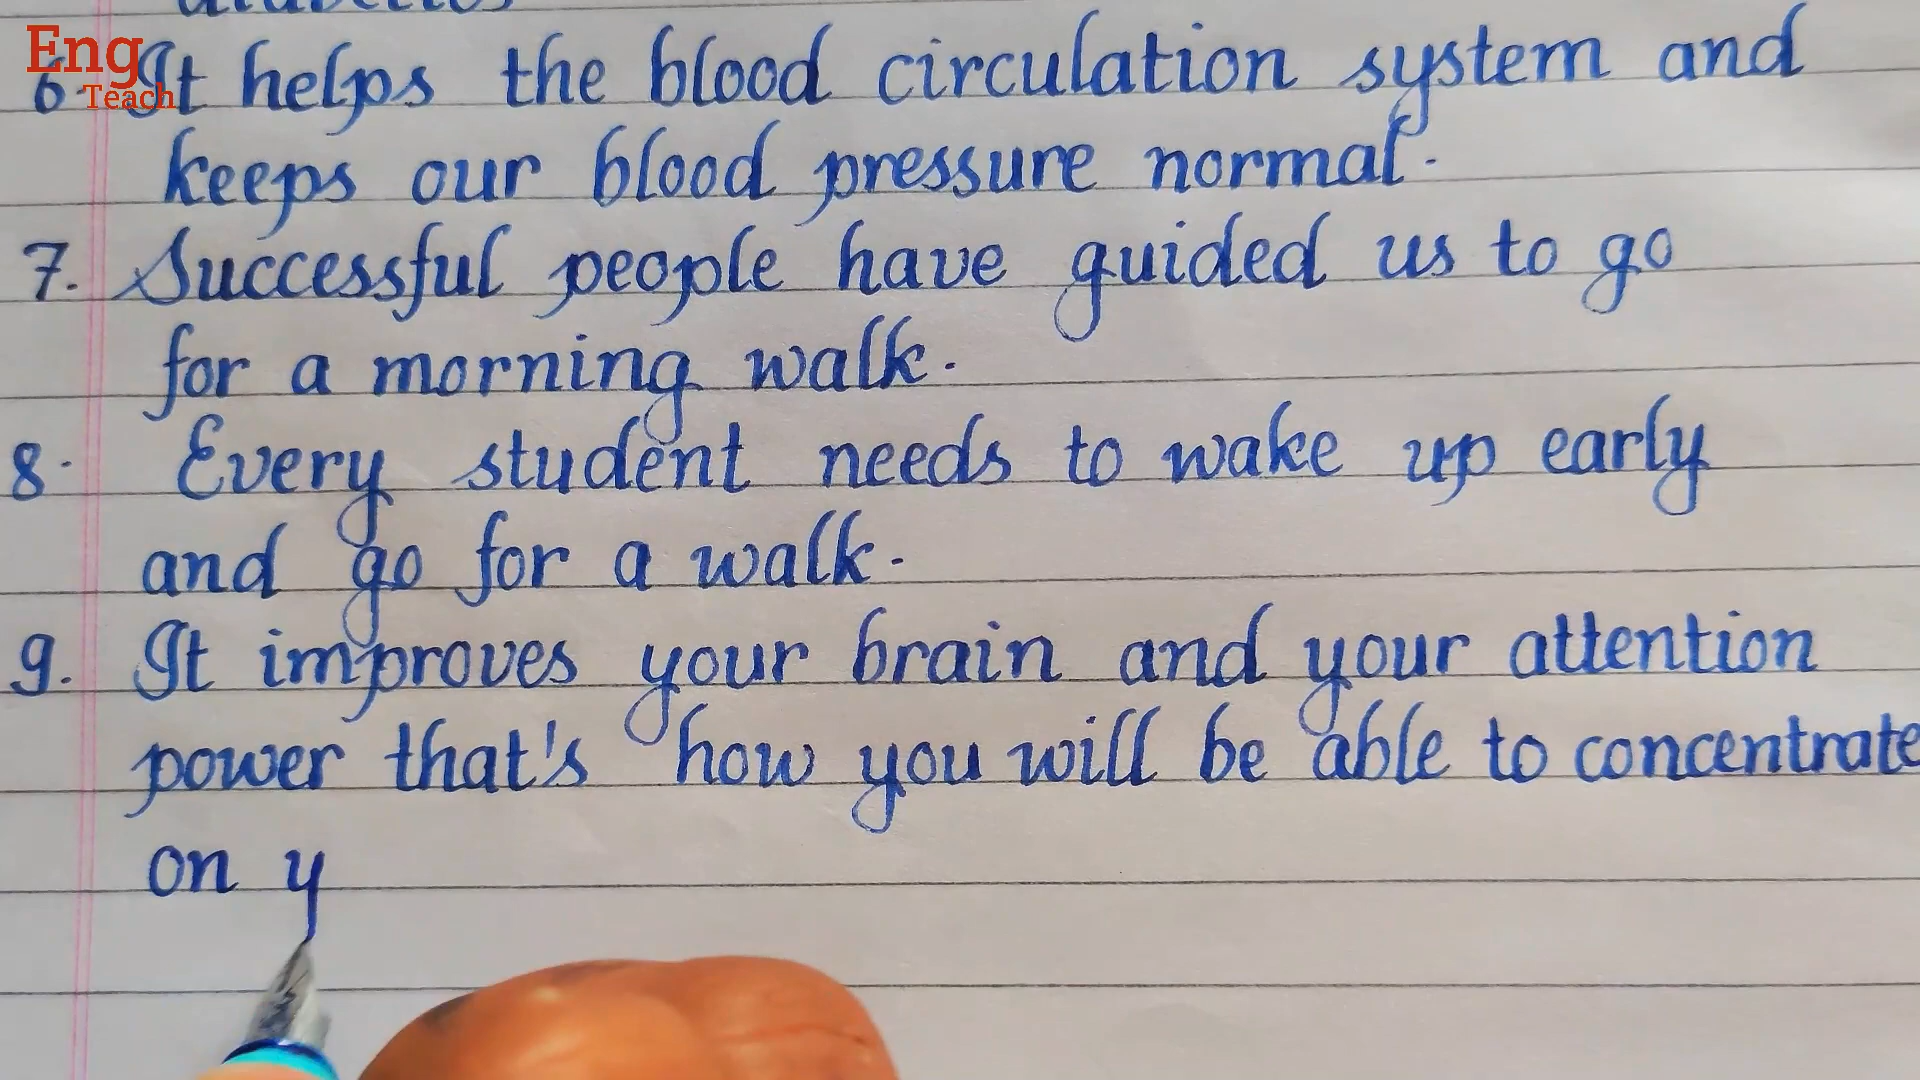 Eng
Teach
6. It helps the blood circulation system and
keeps our blood pressure normal.
7. Successful people have guided us to go
for a morning walk.
8. Every student needs to wake up early
and go for a walk.
9. It improves your brain and your attention
power that's how you will be able to concentrate
on y